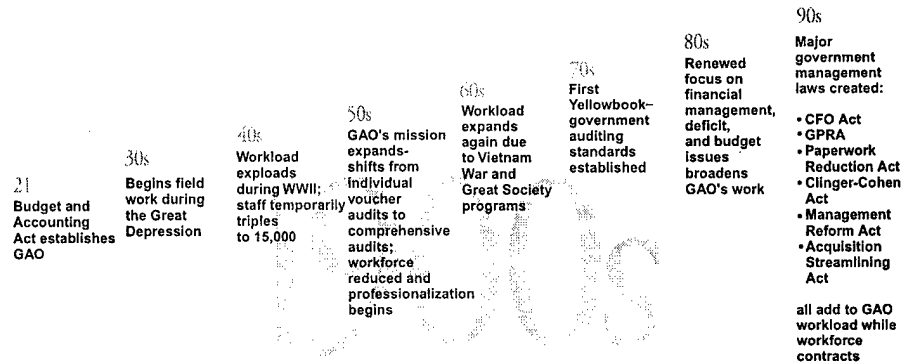 21
Budget and
Accounting
Act establishes
GAO
30s
Begins field
work during
the Great
Depression
40s
Workload
exploads
during WWII;
staff temporarily
triples
to 15,000
50s
GAO's mission
expands-
shifts from
individual
voucher
audits to
comprehensive
audits;
workforce
reduced and
professionalization
begins
60s
Workload
expands
again due
to Vietnam
War and
Great Society
programs
70s
First
Yellowbook–
government
auditing
standards
established
80s
Renewed
focus on
financial
management,
deficit,
and budget
issues
broadens
GAO's work
90s
Major
government
management
laws created:
• CFO Act
• GPRA
• Paperwork
Reduction Act
• Clinger-Cohen
Act
• Management
Reform Act
• Acquisition
Streamlining
Act
all add to GAO
workload while
workforce
contracts